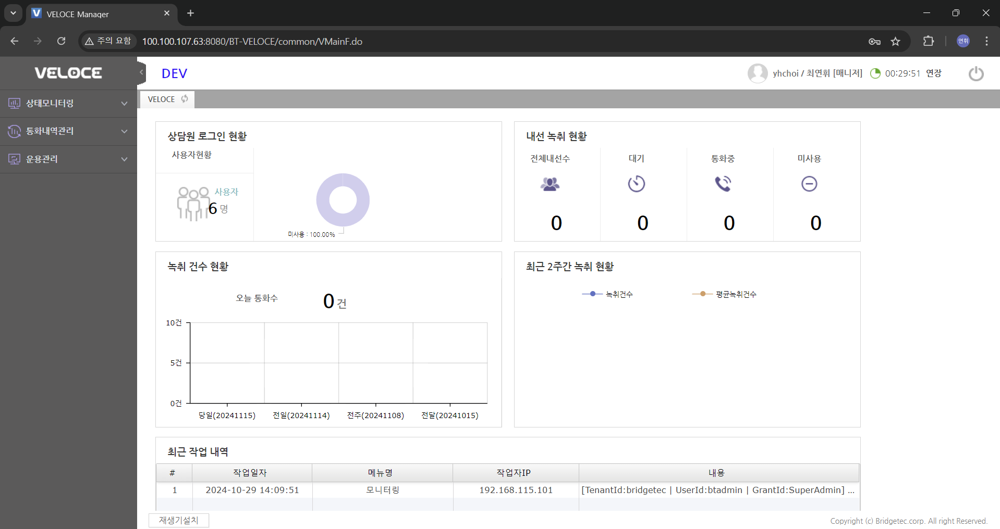 VELOCE Manager
주의 요함
100.100.107.63:8080/BT-VELOCE/common/VMainF.do
연휘
VELOCE
DEV
yhchoi / 최연휘 [매니저]
00:29:51
연장
상태모니터링
통화내역관리
운용관리
VELOCE
상담원 로그인 현황
사용자현황
사용자
6 명
미사용 : 100.00%
내선 녹취 현황
전체내선수 대기 통화중 미사용
0 0 0 0
녹취 건수 현황
오늘 통화수 0 건
10건
5건
0건
당일(20241115) 전일(20241114) 전주(20241108) 전달(20241015)
최근 2주간 녹취 현황
녹취건수 평균녹취건수
최근 작업 내역
# 작업일자 메뉴명 작업자IP 내용
1 2024-10-29 14:09:51 모니터링 192.168.115.101 [TenantId:bridgetec | UserId:btadmin | GrantId:SuperAdmin] ...
재생기설치
Copyright (c) Bridgetec.corp. All right Reserved.